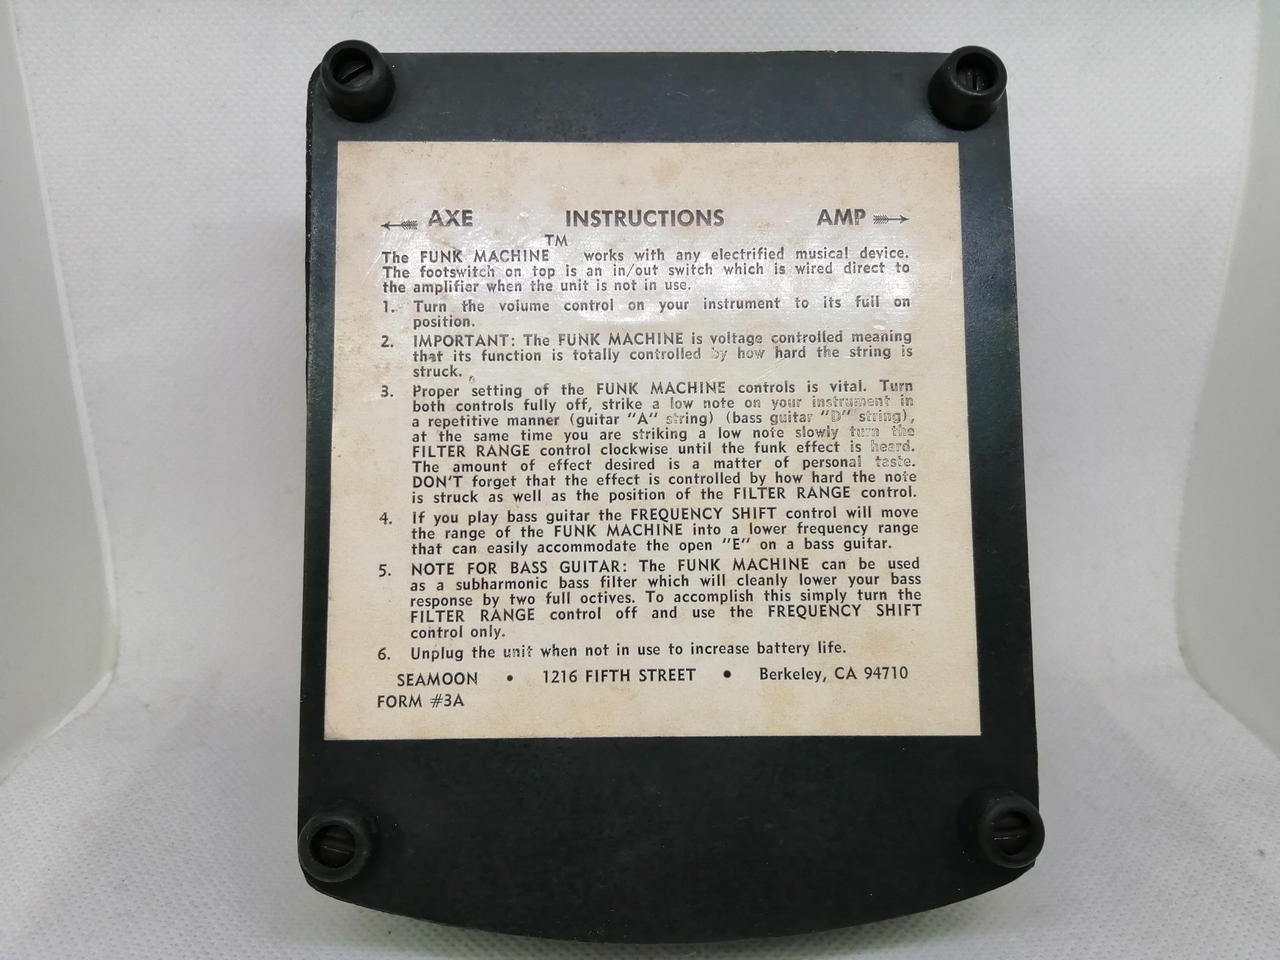 AXE INSTRUCTIONS AMP
The FUNK MACHINE™ works with any electrified musical device.
The footswitch on top is an in/out switch which is wired direct to
the amplifier when the unit is not in use.
1. Turn the volume control on your instrument to its full on
position.
2. IMPORTANT: The FUNK MACHINE is voltage controlled meaning
that its function is totally controlled by how hard the string is
struck.
3. Proper setting of the FUNK MACHINE controls is vital. Turn
both controls fully off, strike a low note on your instrument in
a repetitive manner (guitar "A" string) (bass guitar "D" string),
at the same time you are striking a low note slowly turn the
FILTER RANGE control clockwise until the funk effect is heard.
The amount of effect desired is a matter of personal taste.
DON'T forget that the effect is controlled by how hard the note
is struck as well as the position of the FILTER RANGE control.
4. If you play bass guitar the FREQUENCY SHIFT control will move
the range of the FUNK MACHINE into a lower frequency range
that can easily accommodate the open "E" on a bass guitar.
5. NOTE FOR BASS GUITAR: The FUNK MACHINE can be used
as a subharmonic bass filter which will cleanly lower your bass
response by two full octives. To accomplish this simply turn the
FILTER RANGE control off and use the FREQUENCY SHIFT
control only.
6. Unplug the unit when not in use to increase battery life.
SEAMOON • 1216 FIFTH STREET • Berkeley, CA 94710
FORM #3A